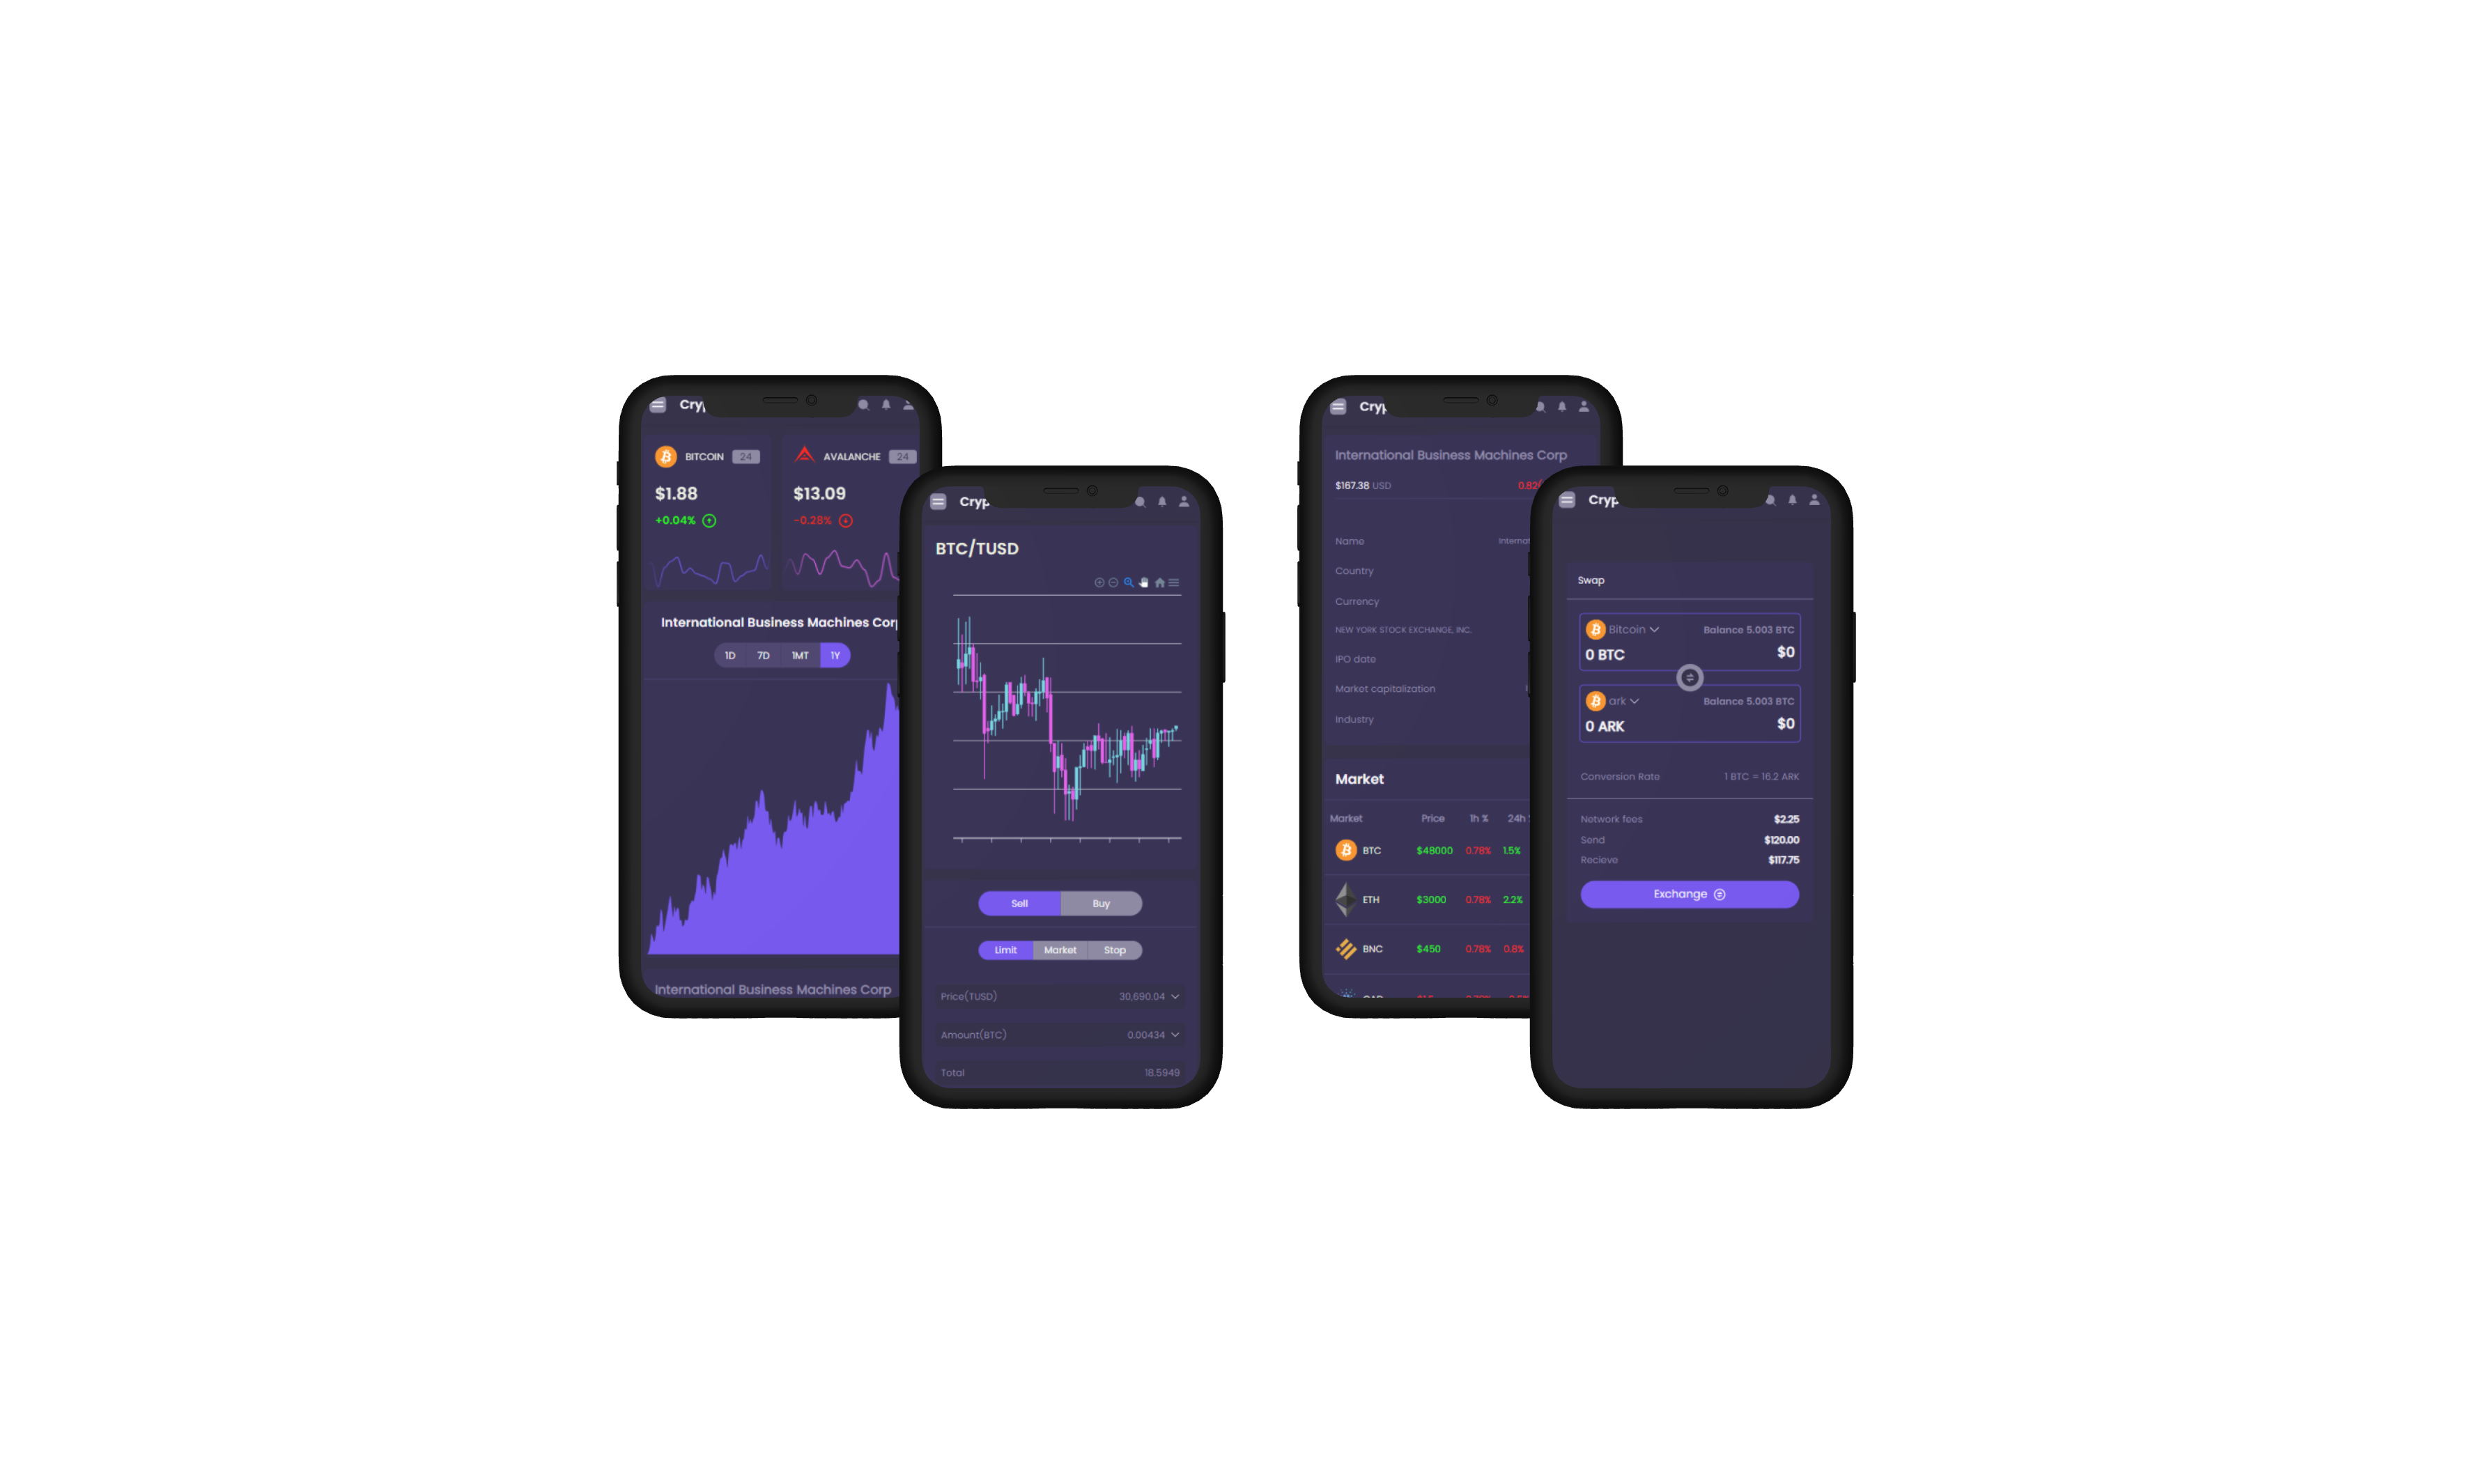 Cryp
BITCOIN 24
AVALANCHE 24
$1.88
$13.09
+0.04%
-0.28%
International Business Machines Corp
1D 7D 1MT 1Y
International Business Machines Corp
Cryp
BTC/TUSD
Sell Buy
Limit Market Stop
Price(TUSD) 30,690.04
Amount(BTC) 0.00434
Total 18.5949
Cryp
International Business Machines Corp
$167.38 USD 0.82
Name
Country
Currency
NEW YORK STOCK EXCHANGE, INC.
IPO date
Market capitalization
Industry
Market
Market Price 1h % 24h
BTC $48000 0.78% 1.5%
ETH $3000 0.78% 2.2%
BNC $450 0.78% 0.8%
Cryp
Swap
Bitcoin Balance 5.003 BTC
0 BTC $0
ark Balance 5.003 BTC
0 ARK $0
Conversion Rate 1 BTC = 16.2 ARK
Network fees $2.25
Send $120.00
Recieve $117.75
Exchange